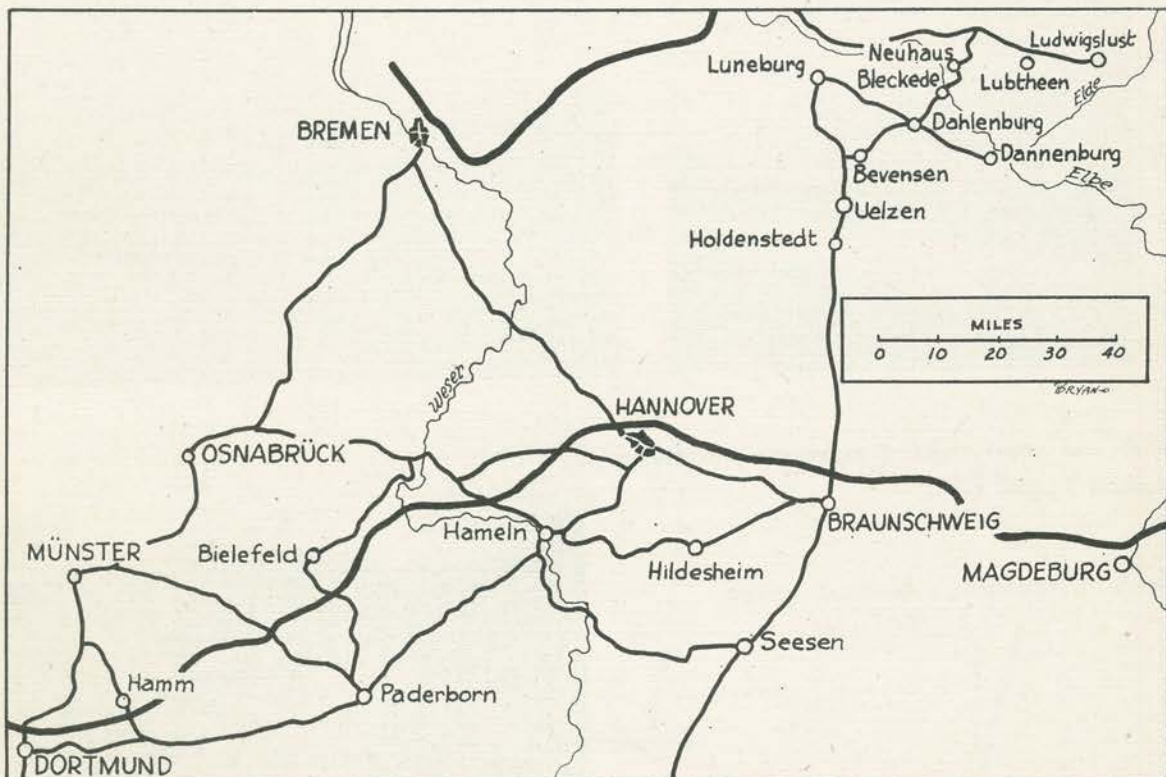 Ludwigslust
Neuhaus
Luneburg
Bleckede
Lubtheen
Elde
BREMEN
Dahlenburg
Dannenburg
Bevensen
Elbe
Uelzen
Holdenstedt
MILES
0 10 20 30 40
BRYAN
Weser
HANNOVER
OSNABRÜCK
BRAUNSCHWEIG
Hameln
MÜNSTER
Bielefeld
Hildesheim
MAGDEBURG
Seesen
Hamm
Paderborn
DORTMUND